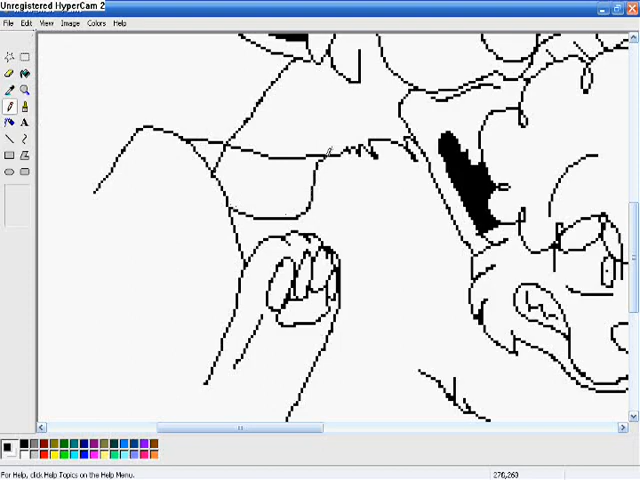 Unregistered HyperCam 2
File Edit View Image Colors Help
A
For Help, click Help Topics on the Help Menu.
278,263